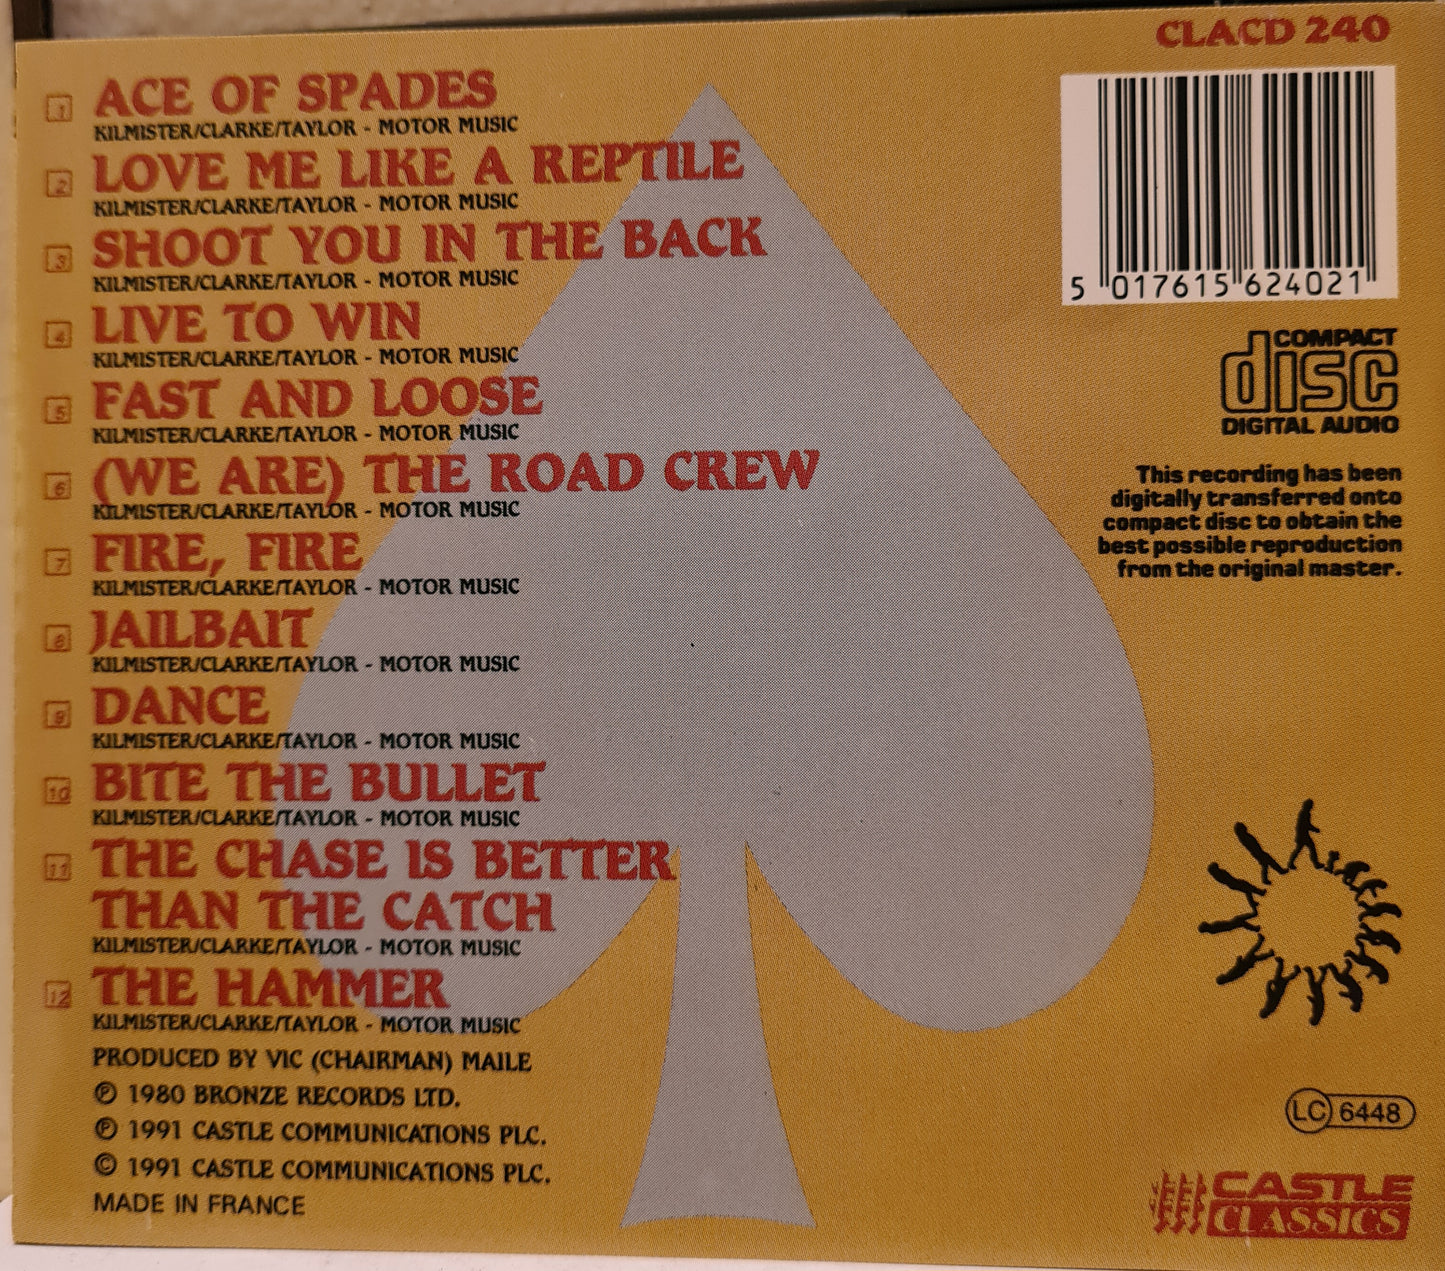 CLACD 240
1 ACE OF SPADES
KILMISTER/CLARKE/TAYLOR - MOTOR MUSIC
2 LOVE ME LIKE A REPTILE
KILMISTER/CLARKE/TAYLOR - MOTOR MUSIC
3 SHOOT YOU IN THE BACK
KILMISTER/CLARKE/TAYLOR - MOTOR MUSIC
4 LIVE TO WIN
KILMISTER/CLARKE/TAYLOR - MOTOR MUSIC
5 FAST AND LOOSE
KILMISTER/CLARKE/TAYLOR - MOTOR MUSIC
6 (WE ARE) THE ROAD CREW
KILMISTER/CLARKE/TAYLOR - MOTOR MUSIC
7 FIRE, FIRE
KILMISTER/CLARKE/TAYLOR - MOTOR MUSIC
8 JAILBAIT
KILMISTER/CLARKE/TAYLOR - MOTOR MUSIC
9 DANCE
KILMISTER/CLARKE/TAYLOR - MOTOR MUSIC
10 BITE THE BULLET
KILMISTER/CLARKE/TAYLOR - MOTOR MUSIC
11 THE CHASE IS BETTER
THAN THE CATCH
KILMISTER/CLARKE/TAYLOR - MOTOR MUSIC
12 THE HAMMER
KILMISTER/CLARKE/TAYLOR - MOTOR MUSIC
PRODUCED BY VIC (CHAIRMAN) MAILE
℗ 1980 BRONZE RECORDS LTD.
℗ 1991 CASTLE COMMUNICATIONS PLC.
© 1991 CASTLE COMMUNICATIONS PLC.
MADE IN FRANCE
5 017615 624021
COMPACT
disc
DIGITAL AUDIO
This recording has been
digitally transferred onto
compact disc to obtain the
best possible reproduction
from the original master.
LC 6448
CASTLE
CLASSICS